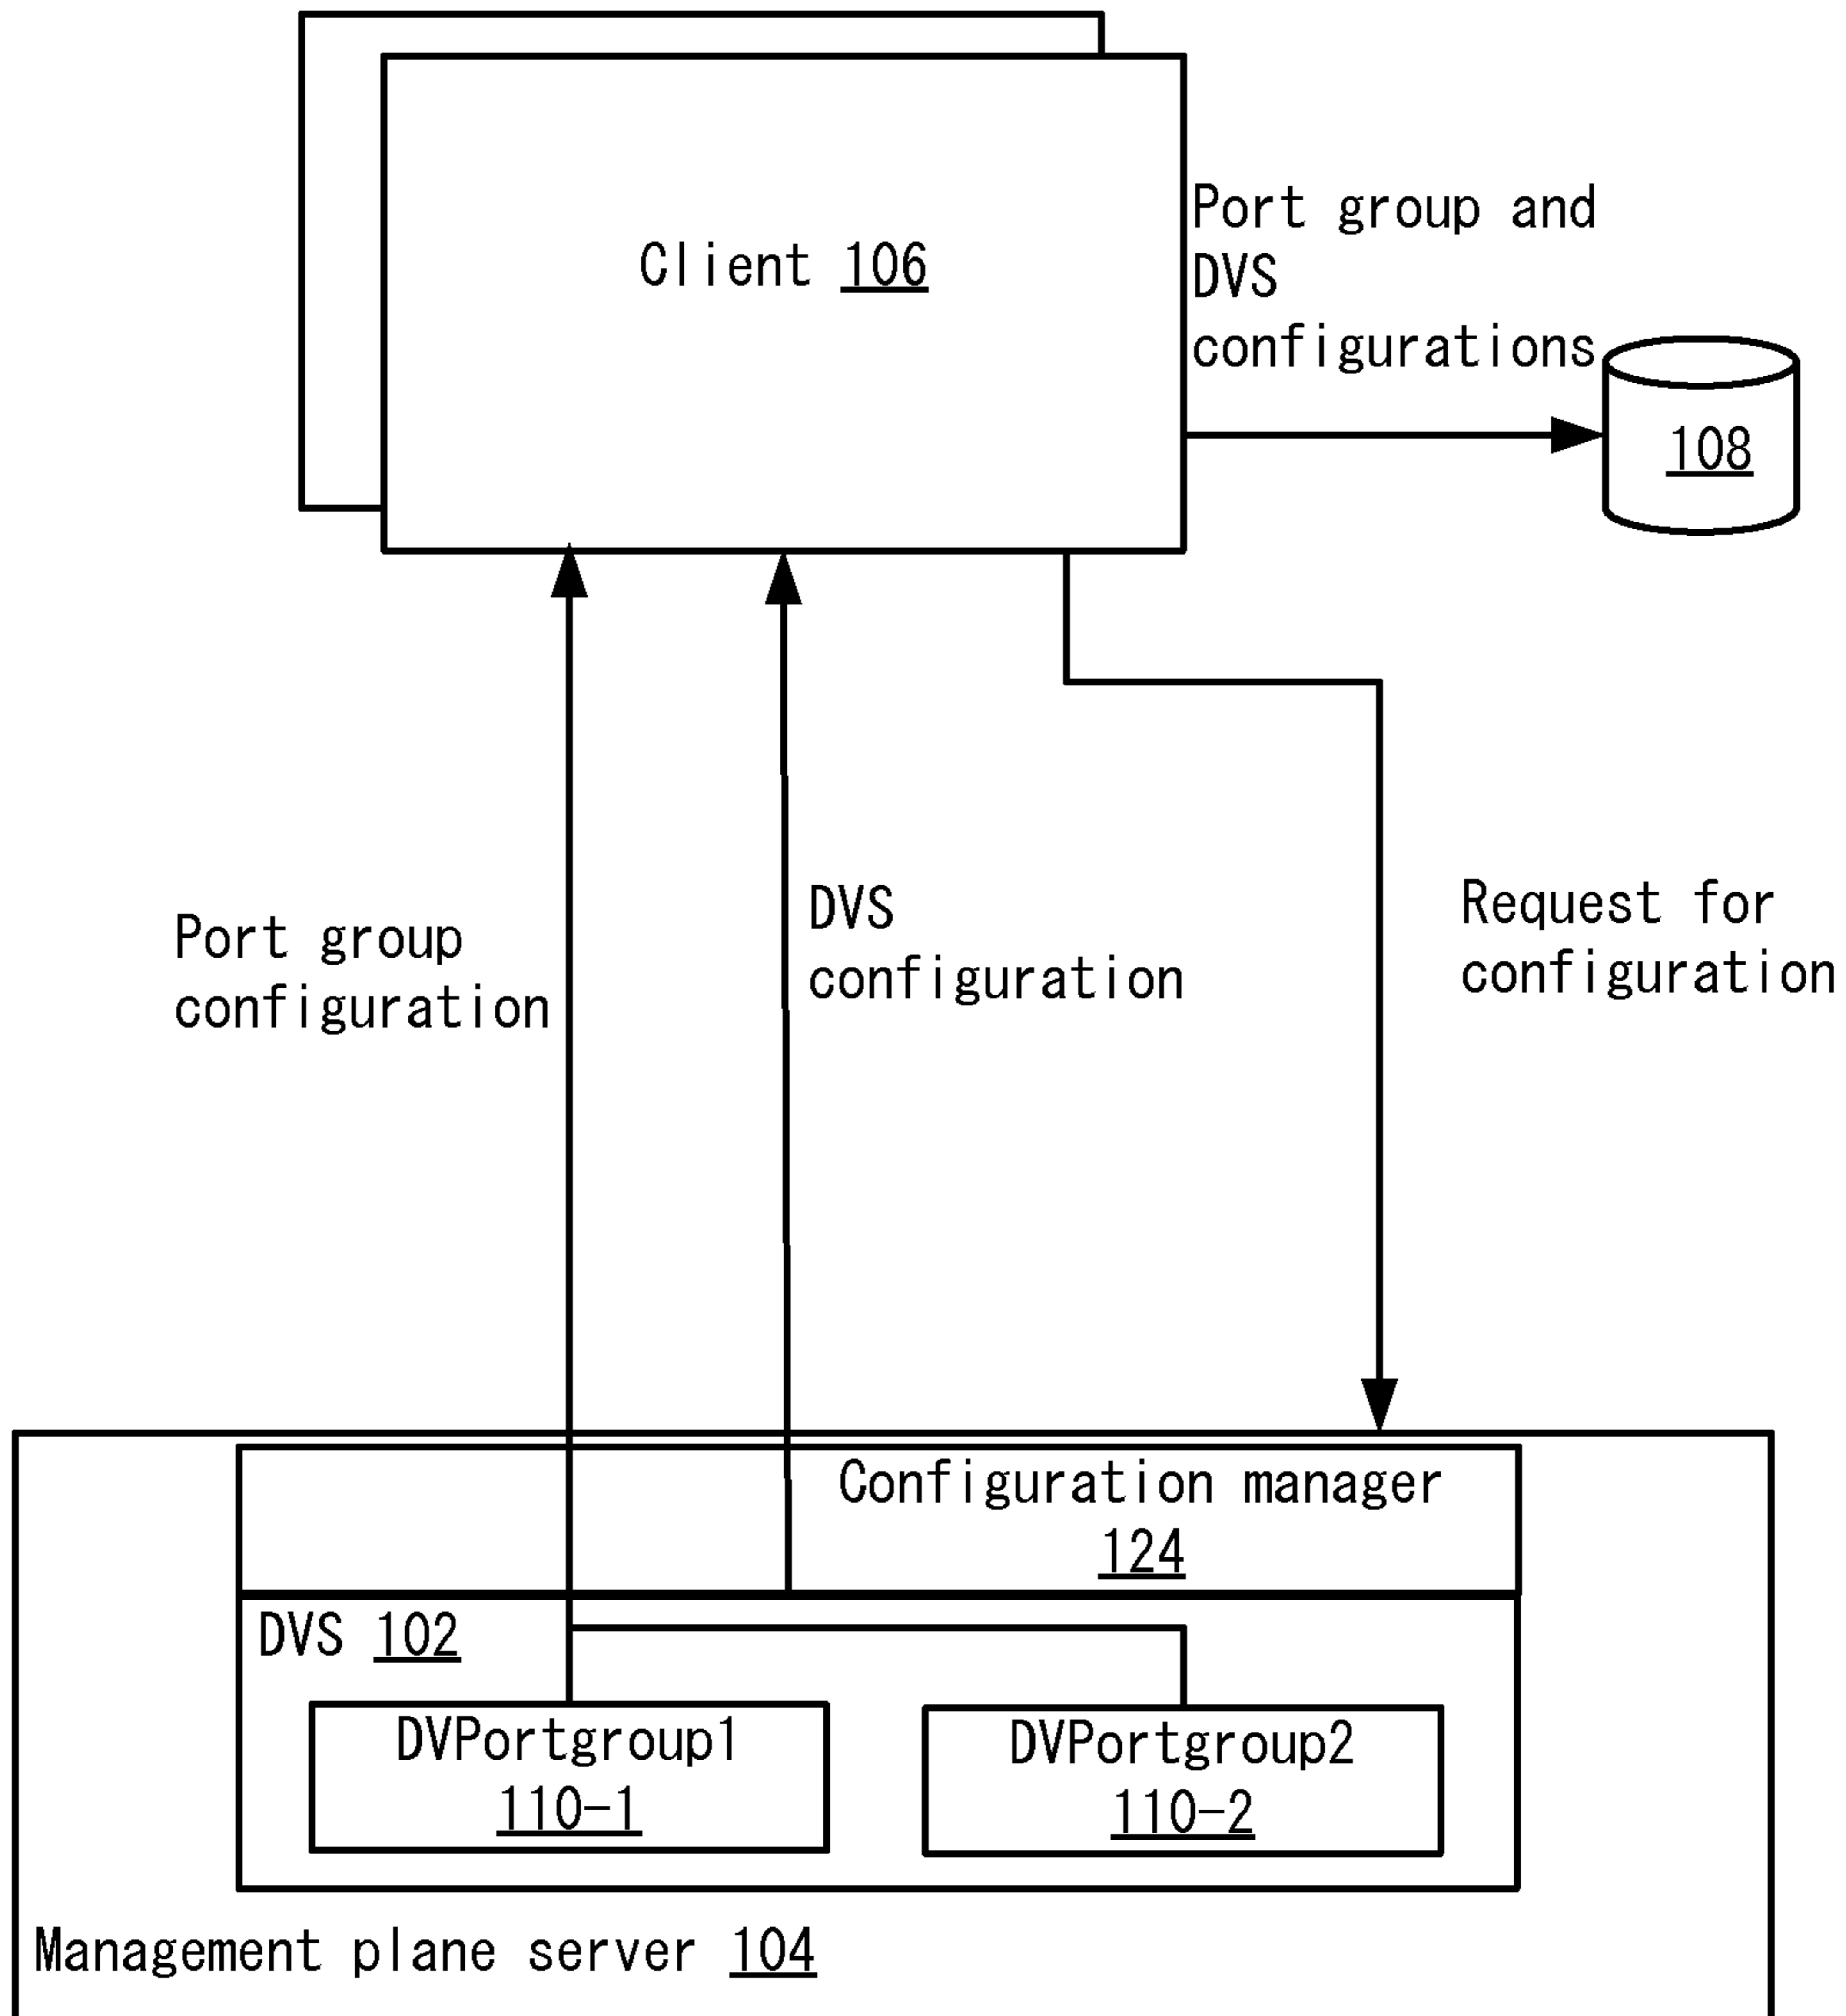 Client 106
Port group and
DVS
configurations
108
Port group
configuration
DVS
configuration
Request for
configuration
Configuration manager
124
DVS 102
DVPortgroup1
110-1
DVPortgroup2
110-2
Management plane server 104